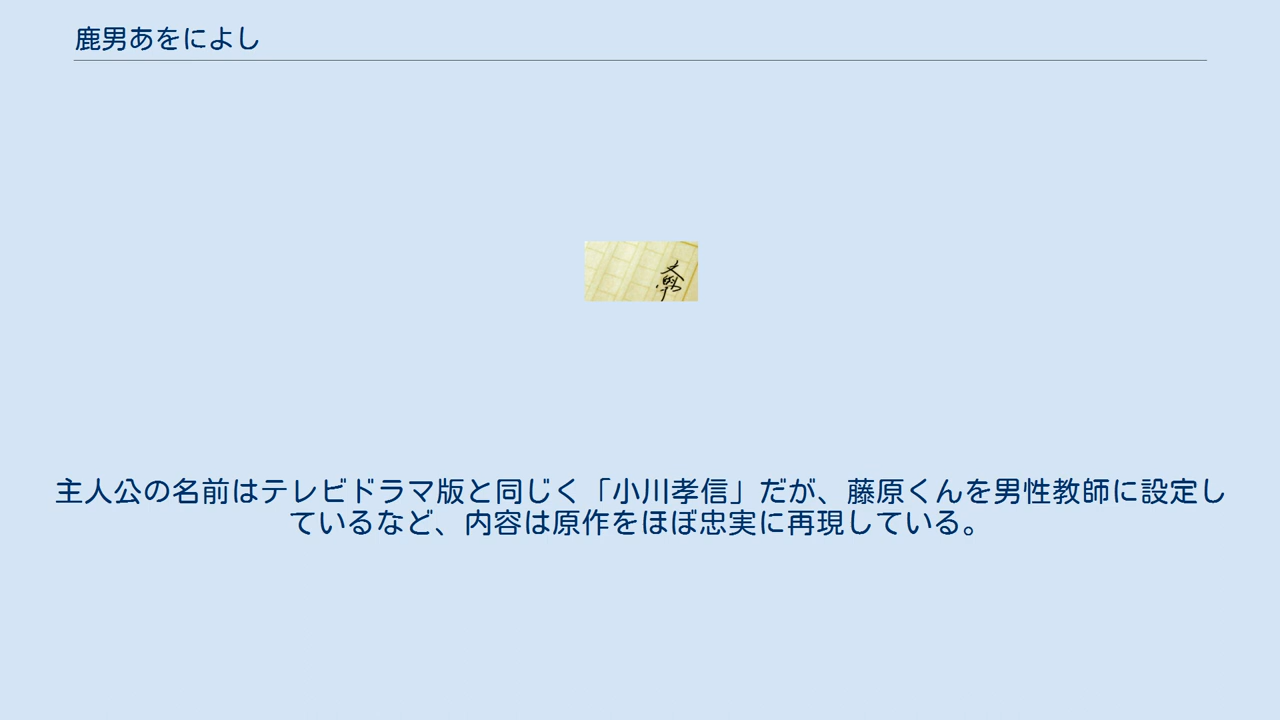 鹿男あをによし
主人公の名前はテレビドラマ版と同じく「小川孝信」だが、藤原くんを男性教師に設定し
ているなど、内容は原作をほぼ忠実に再現している。